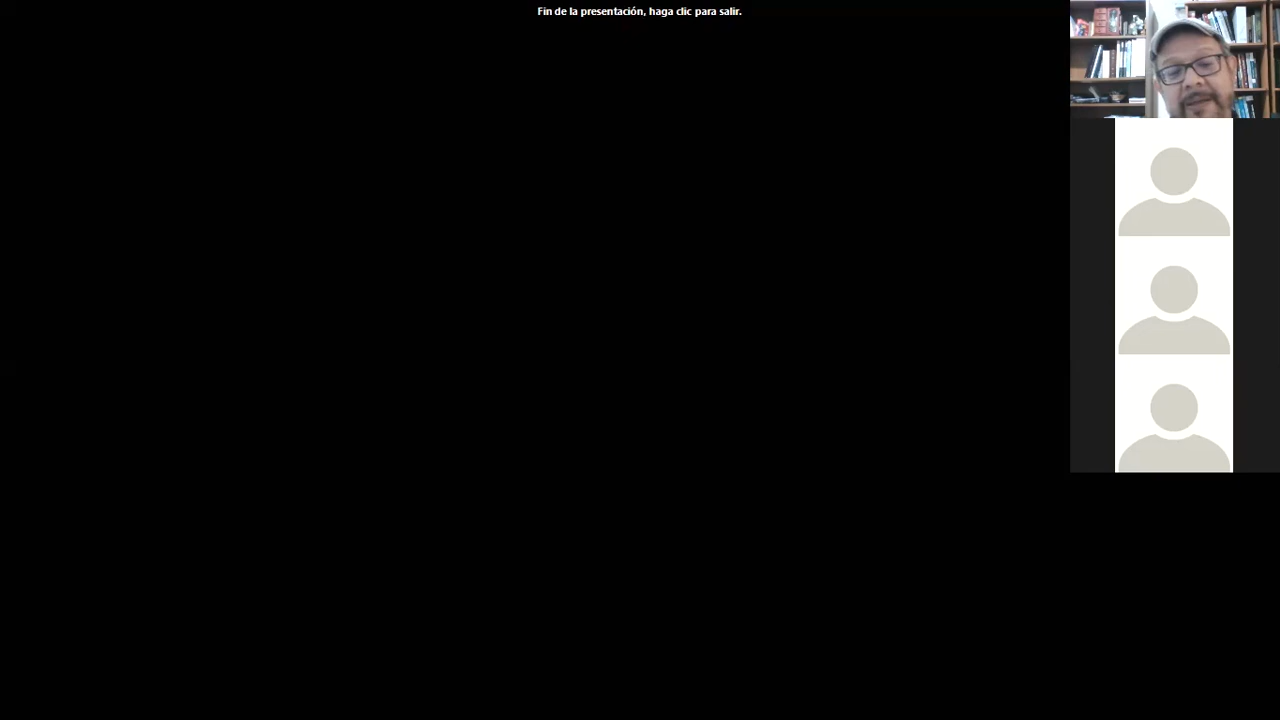 Fin de la presentación, haga clic para salir.